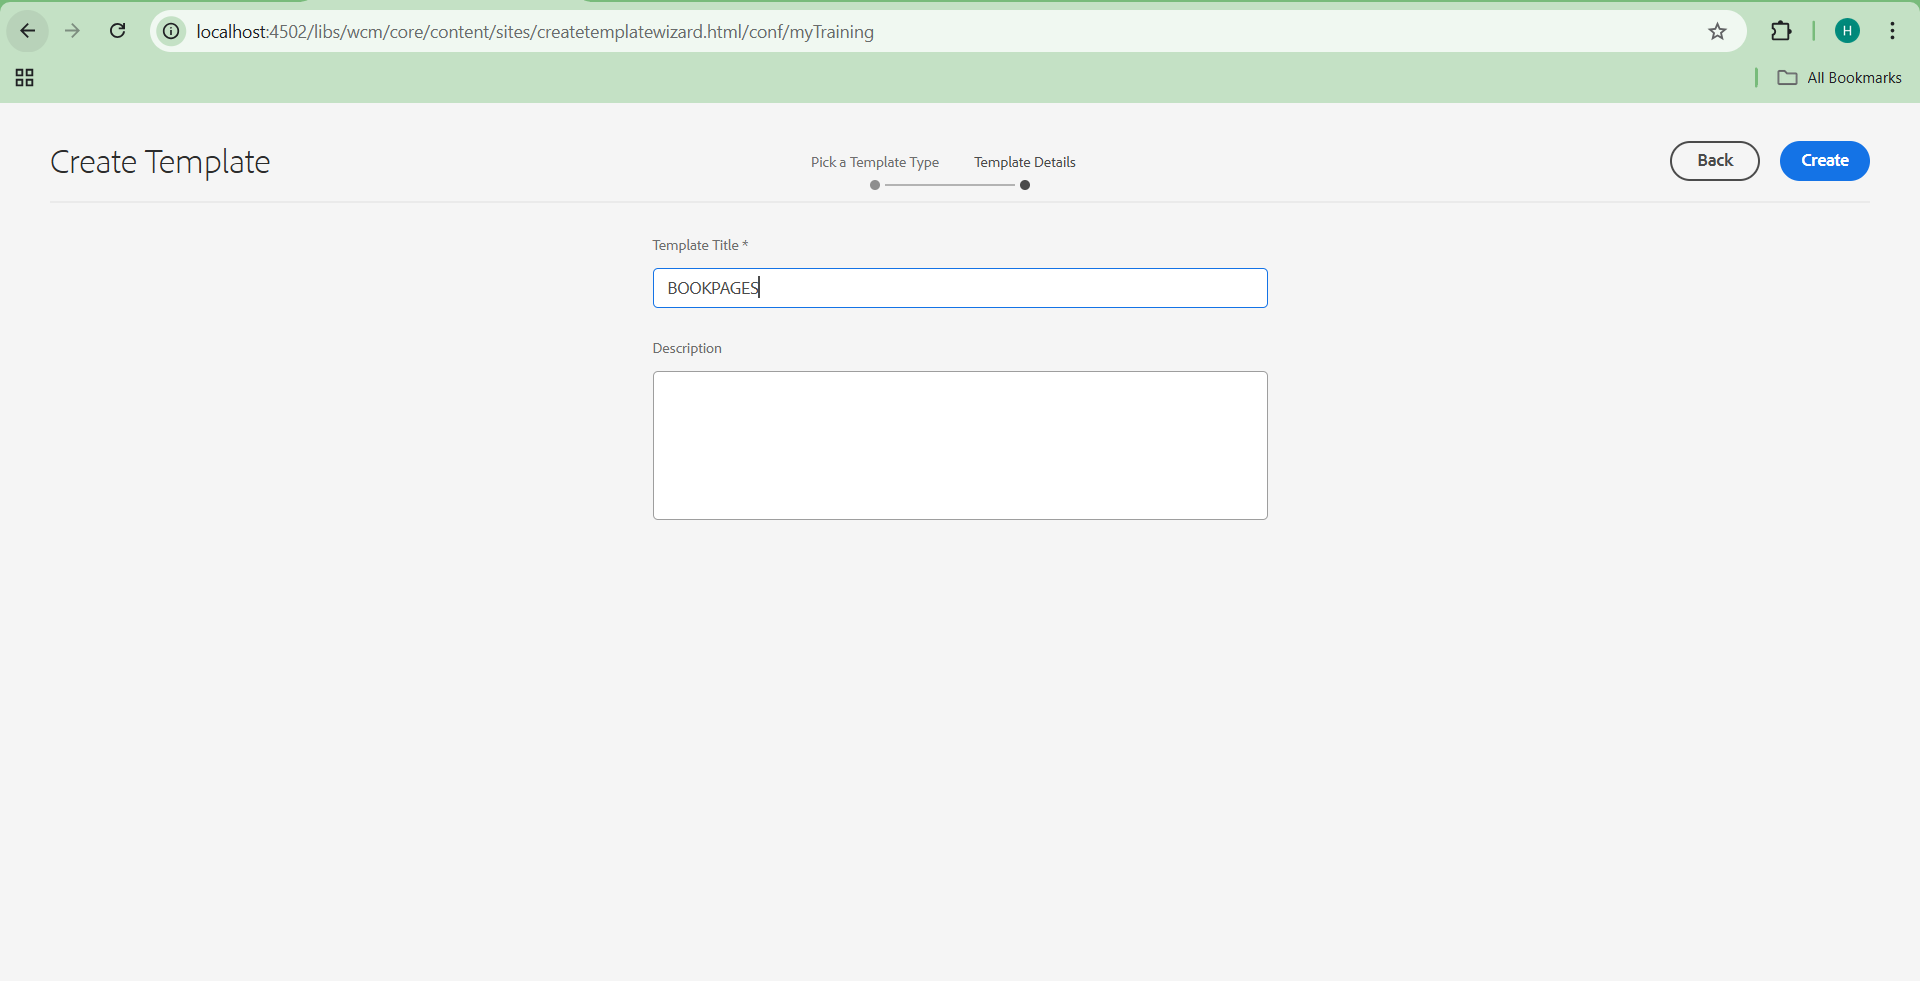 localhost:4502/libs/wcm/core/content/sites/createtemplatewizard.html/conf/myTraining
H
All Bookmarks
Create Template
Pick a Template Type
Template Details
Back
Create
Template Title *
BOOKPAGES
Description